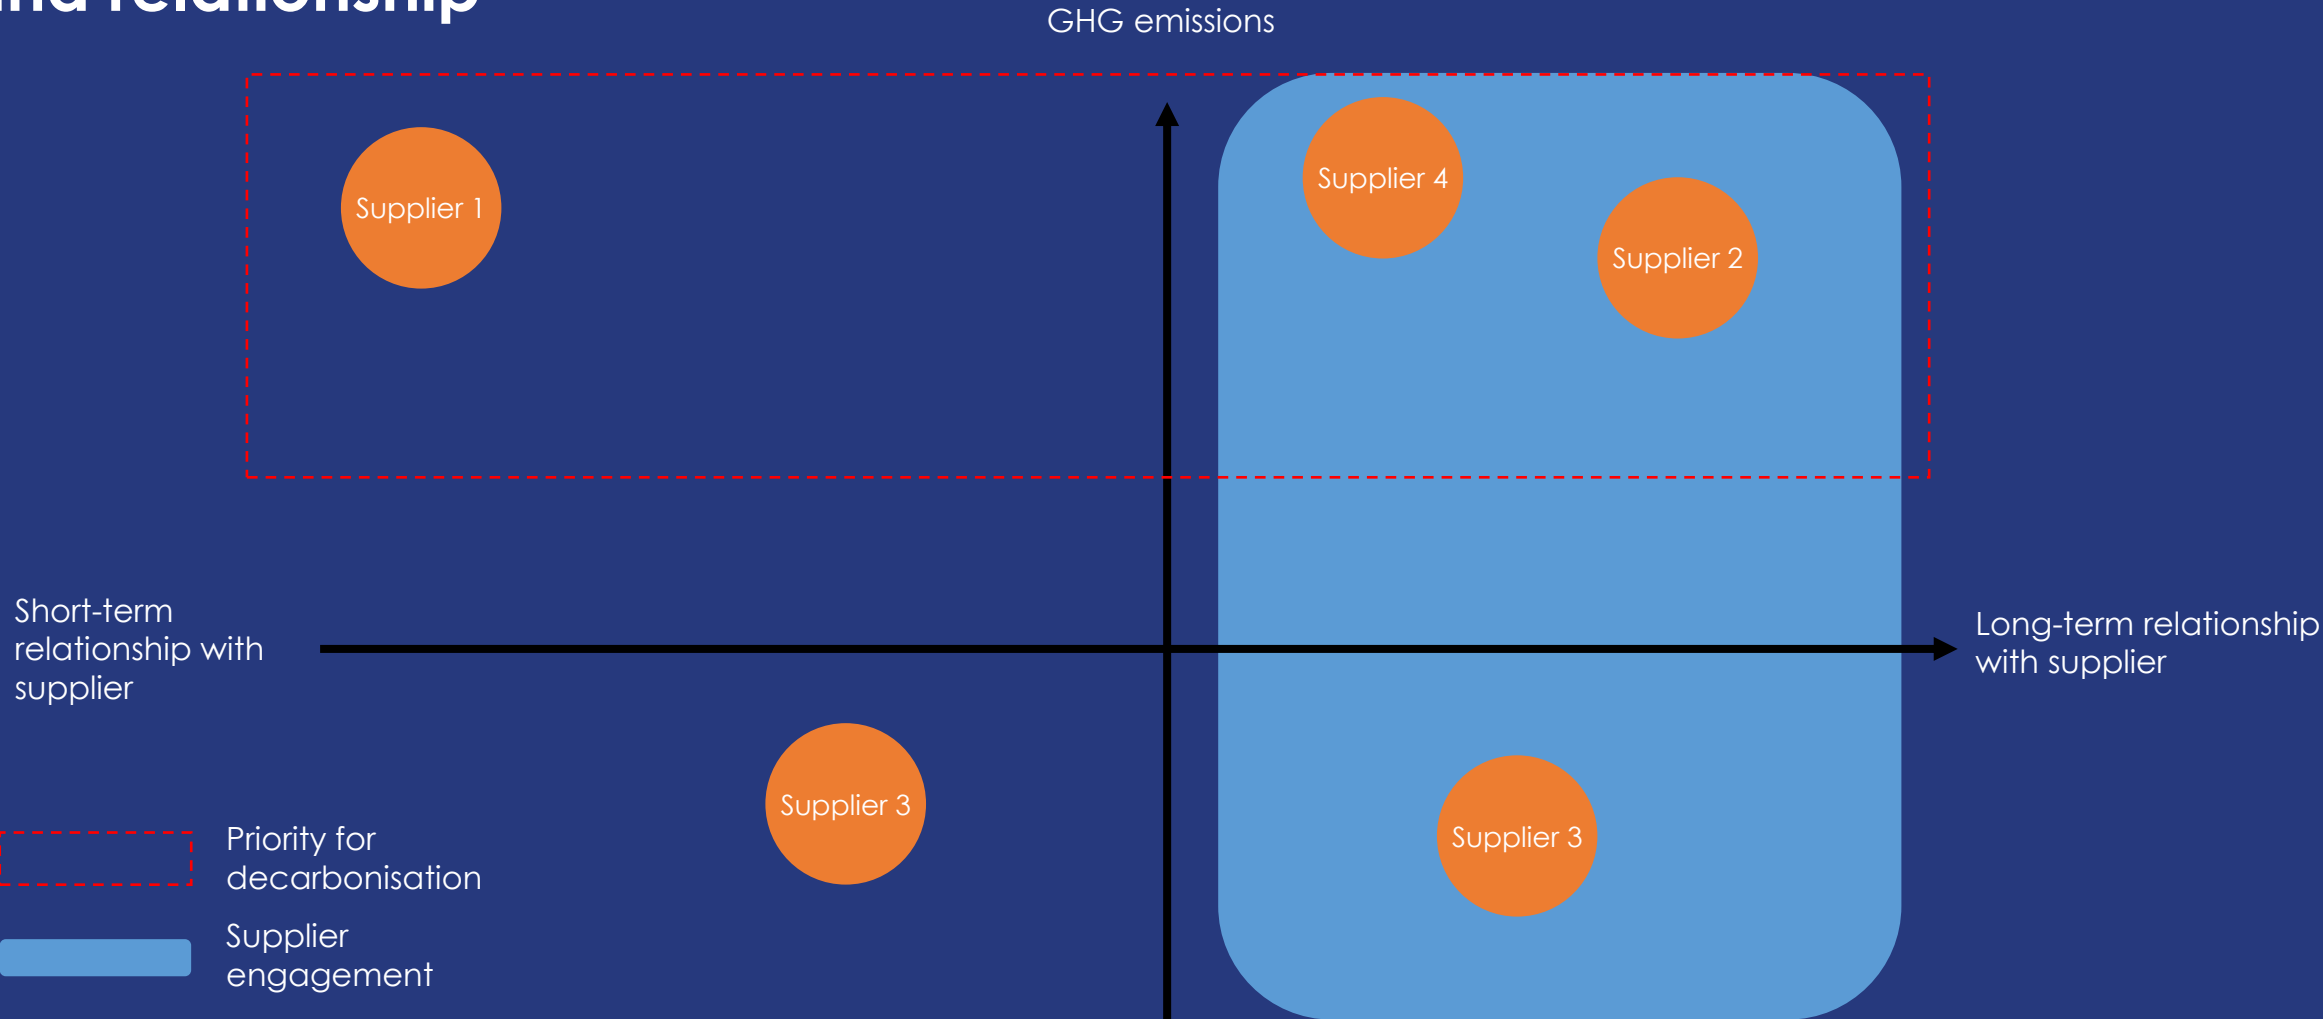 relationship
GHG emissions
Supplier 1
Supplier 4
Supplier 2
Short-term
relationship with
supplier
Long-term relationship
with supplier
Supplier 3
Supplier 3
Priority for
decarbonisation
Supplier
engagement